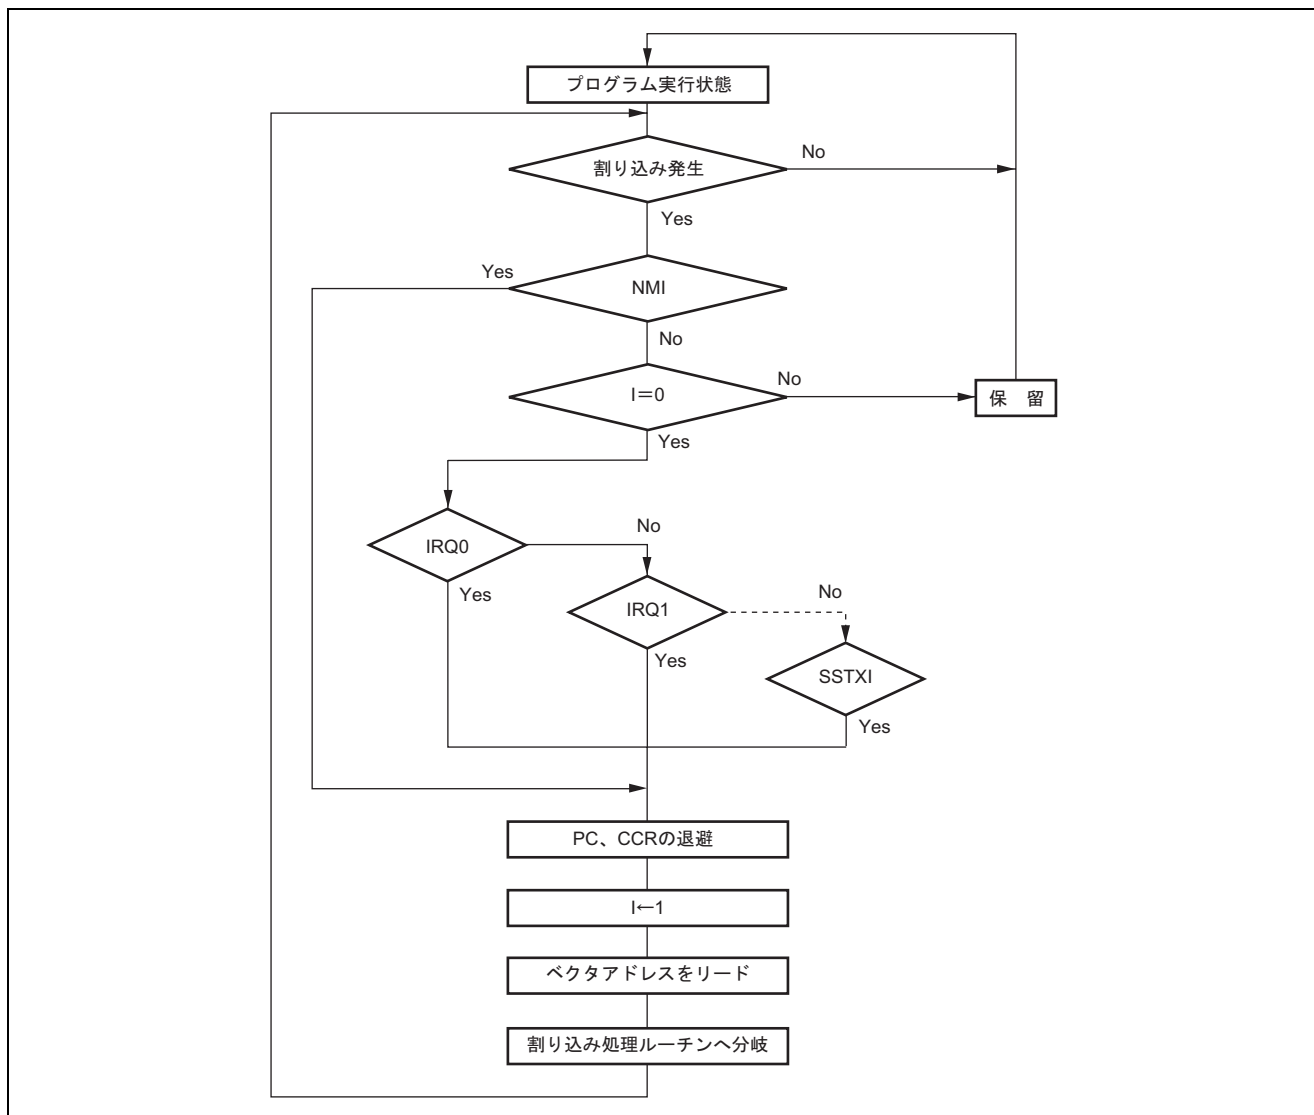 プログラム実行状態
割り込み発生
No
Yes
Yes
NMI
No
I＝0
No
保　留
Yes
IRQ0
No
Yes
IRQ1
No
Yes
SSTXI
Yes
PC、CCRの退避
I←1
ベクタアドレスをリード
割り込み処理ルーチンへ分岐